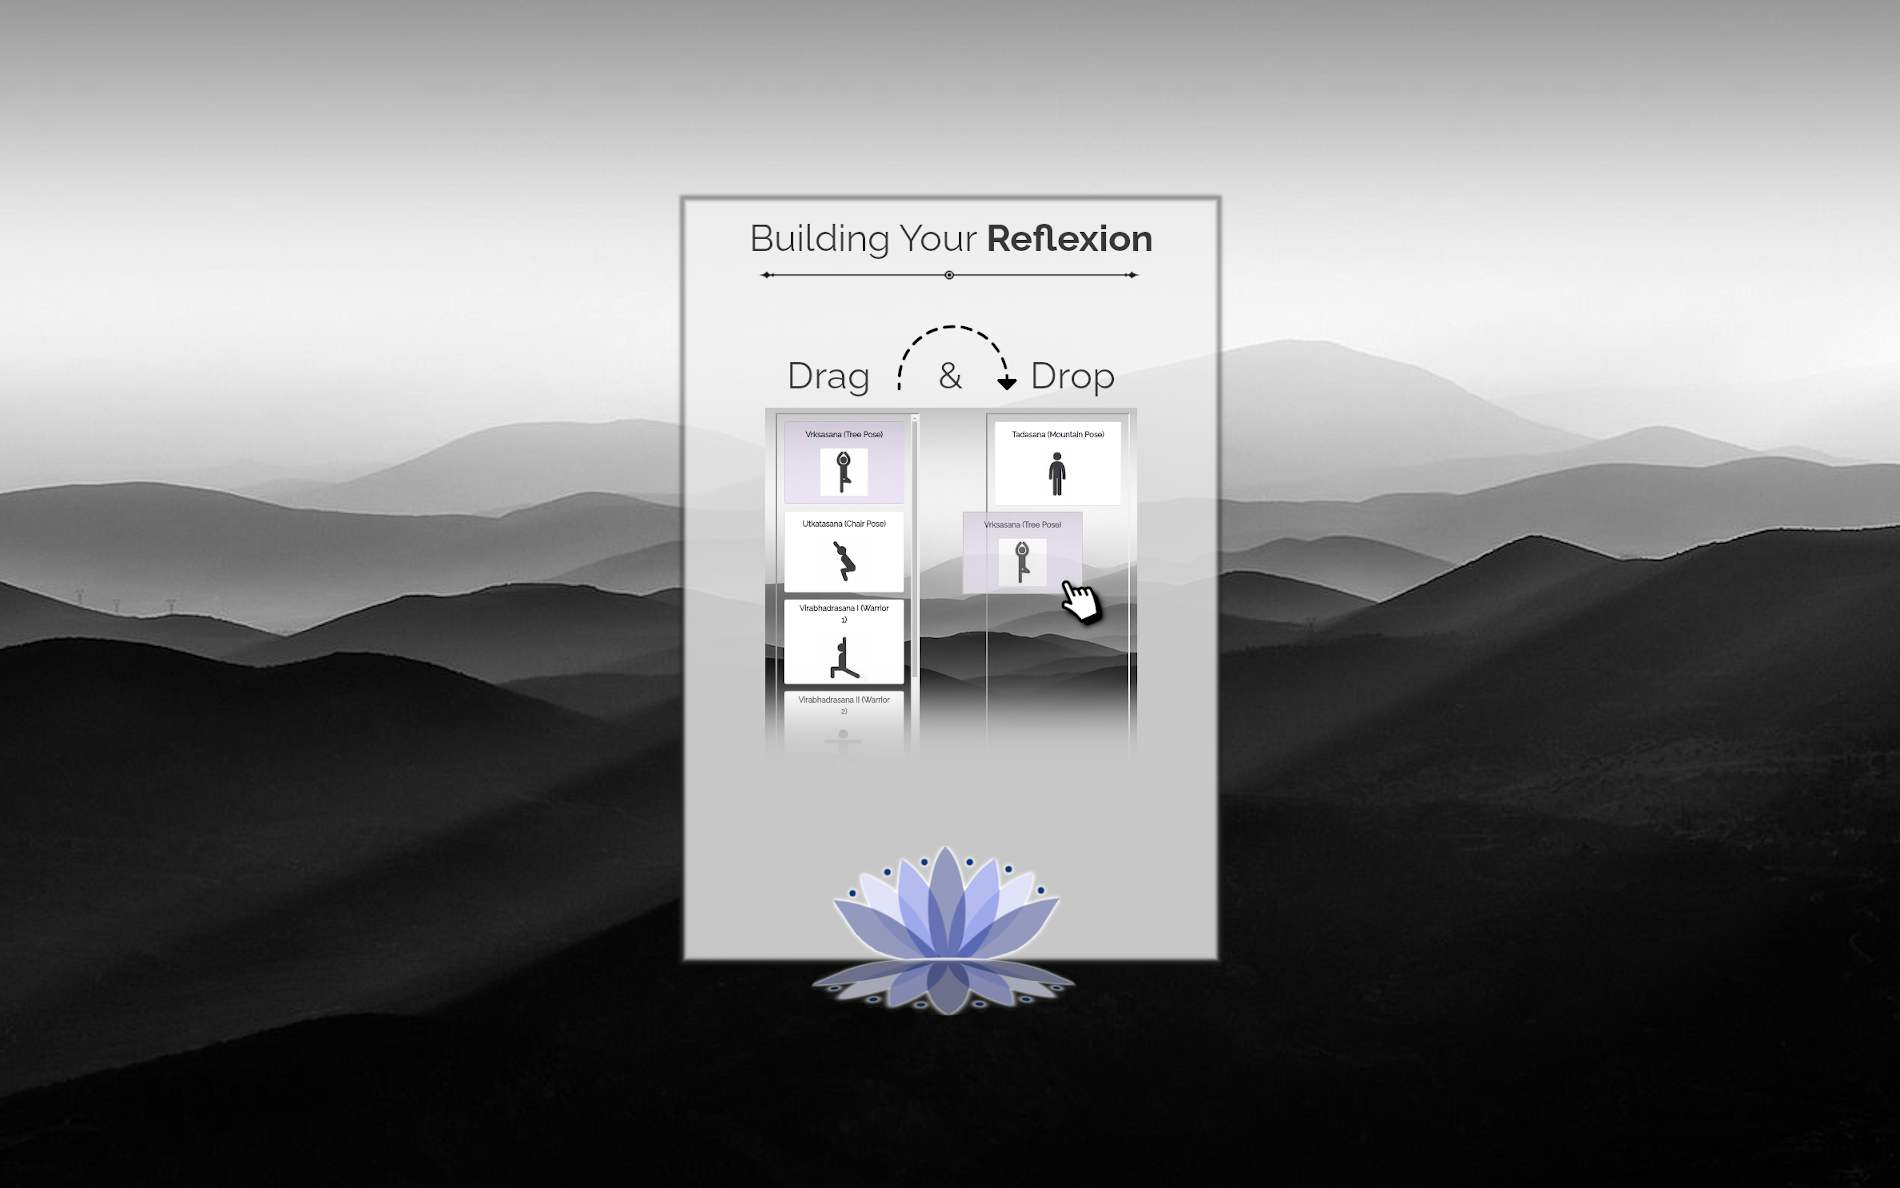 Building Your Reflexion
Drag & Drop
Vrksasana (Tree Pose)
Utkatasana (Chair Pose)
Virabhadrasana I (Warrior
1)
Virabhadrasana II (Warrior
2)
Tadasana (Mountain Pose)
Vrksasana (Tree Pose)